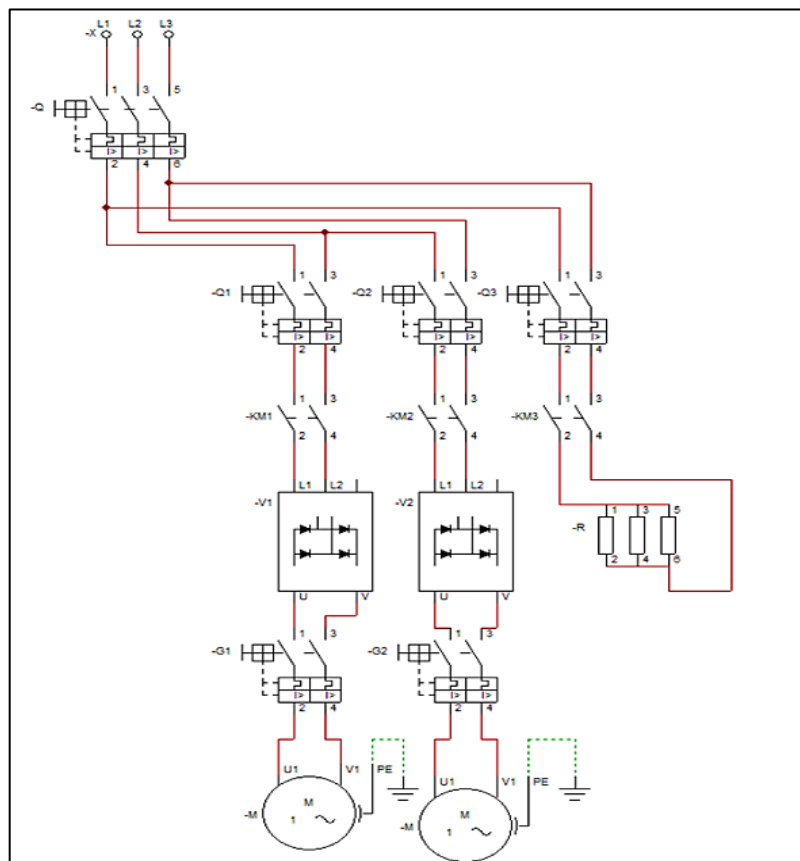 L1 L2 L3
-X
1 3 5
-Q
I> I> I>
2 4 6
1 3 1 3 1 3
-Q1 -Q2 -Q3
I> I> I> I> I> I>
2 4 2 4 2 4
1 3 1 3 1 3
-KM1 -KM2 -KM3
2 4 2 4 2 4
L1 L2 L1 L2
-V1 -V2
1 3 5
-R
2 4 6
U V U V
1 3 1 3
-G1 -G2
I> I> I> I>
2 4 2 4
U1 V1 PE U1 V1 PE
M M
-M -M
1 1